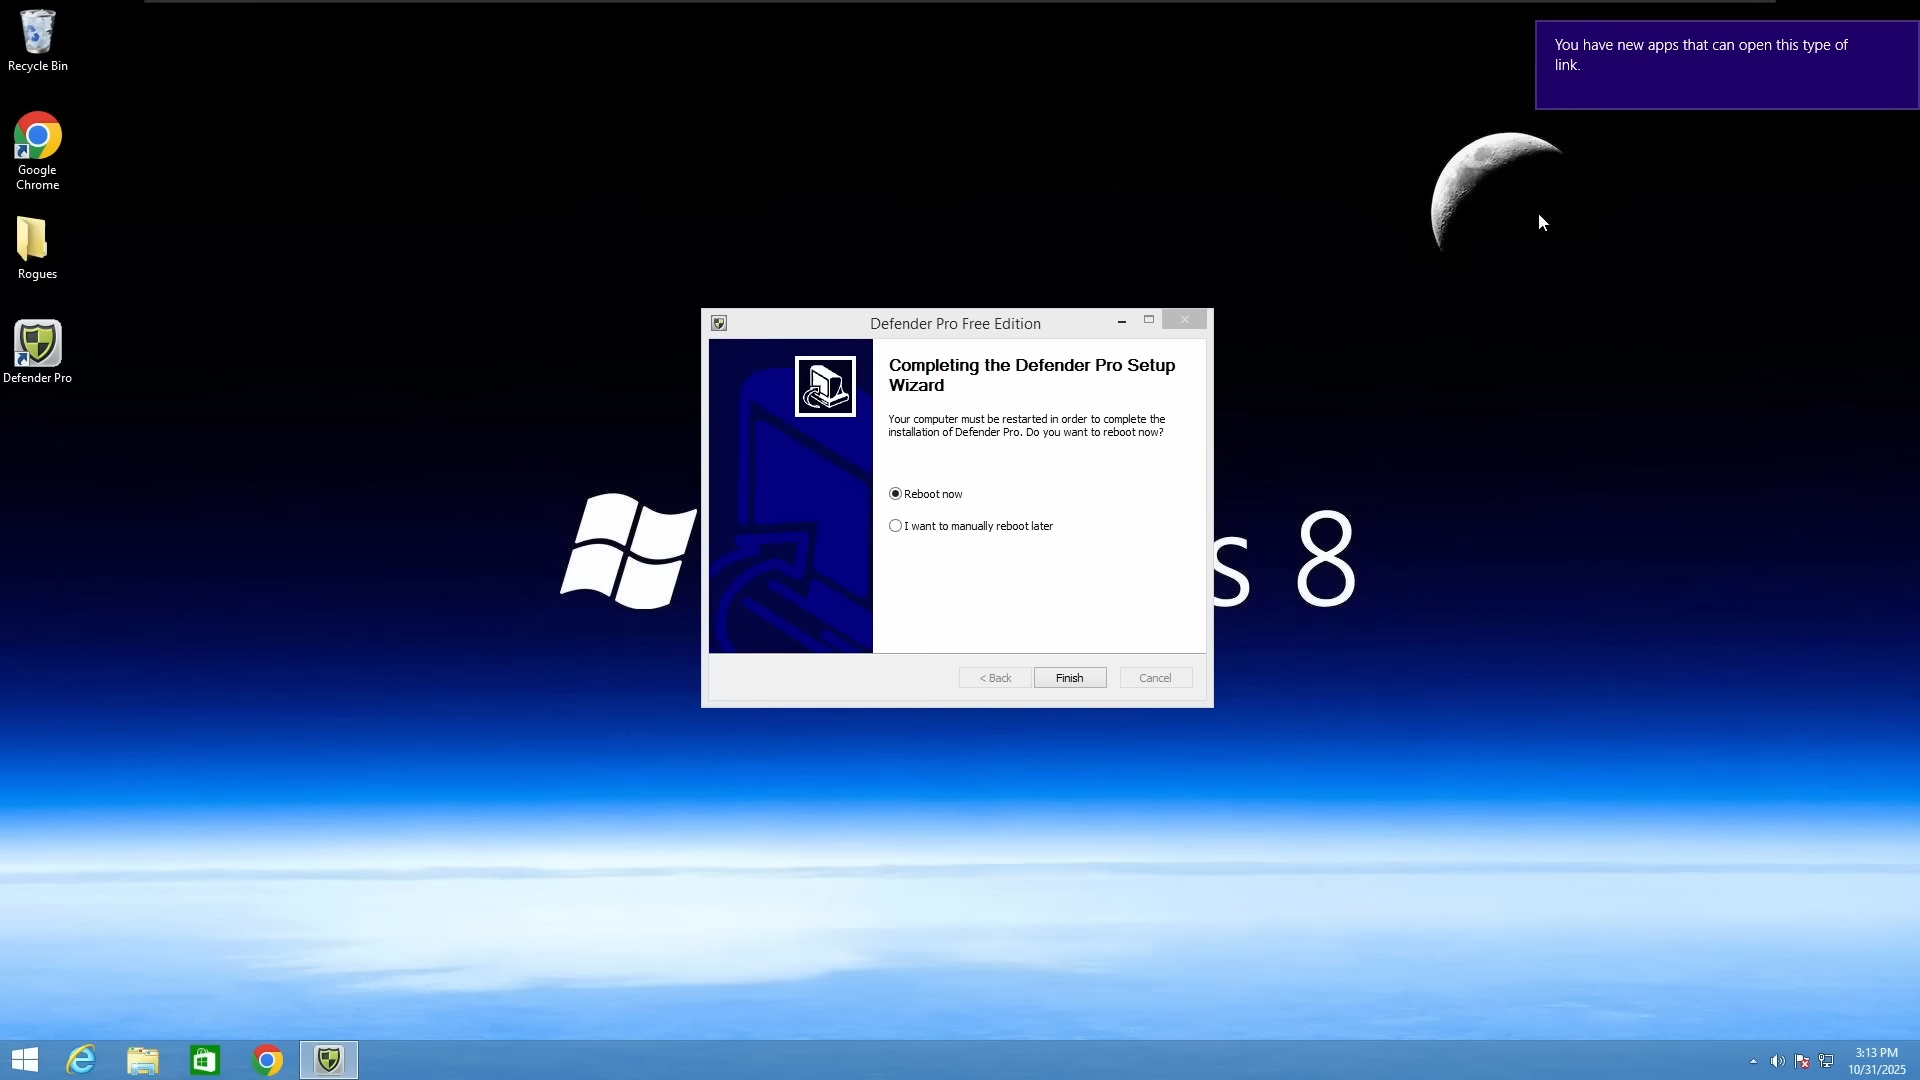 Recycle Bin
Google
Chrome
Rogues
Defender Pro
You have new apps that can open this type of
link.
Defender Pro Free Edition
Completing the Defender Pro Setup
Wizard
Your computer must be restarted in order to complete the
installation of Defender Pro. Do you want to reboot now?
Reboot now
I want to manually reboot later
< Back
Finish
Cancel
s 8
3:13 PM
10/31/2025